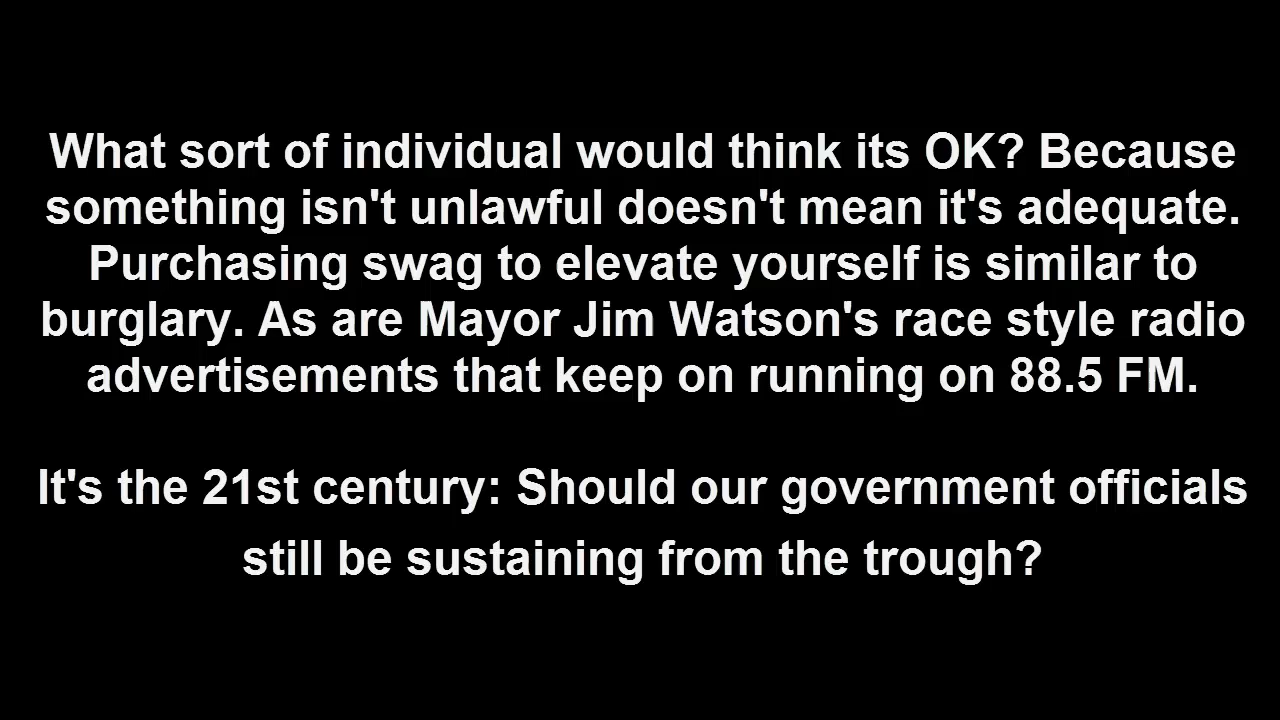 What sort of individual would think its OK? Because
something isn't unlawful doesn't mean it's adequate.
Purchasing swag to elevate yourself is similar to
burglary. As are Mayor Jim Watson's race style radio
advertisements that keep on running on 88.5 FM.
It's the 21st century: Should our government officials
still be sustaining from the trough?